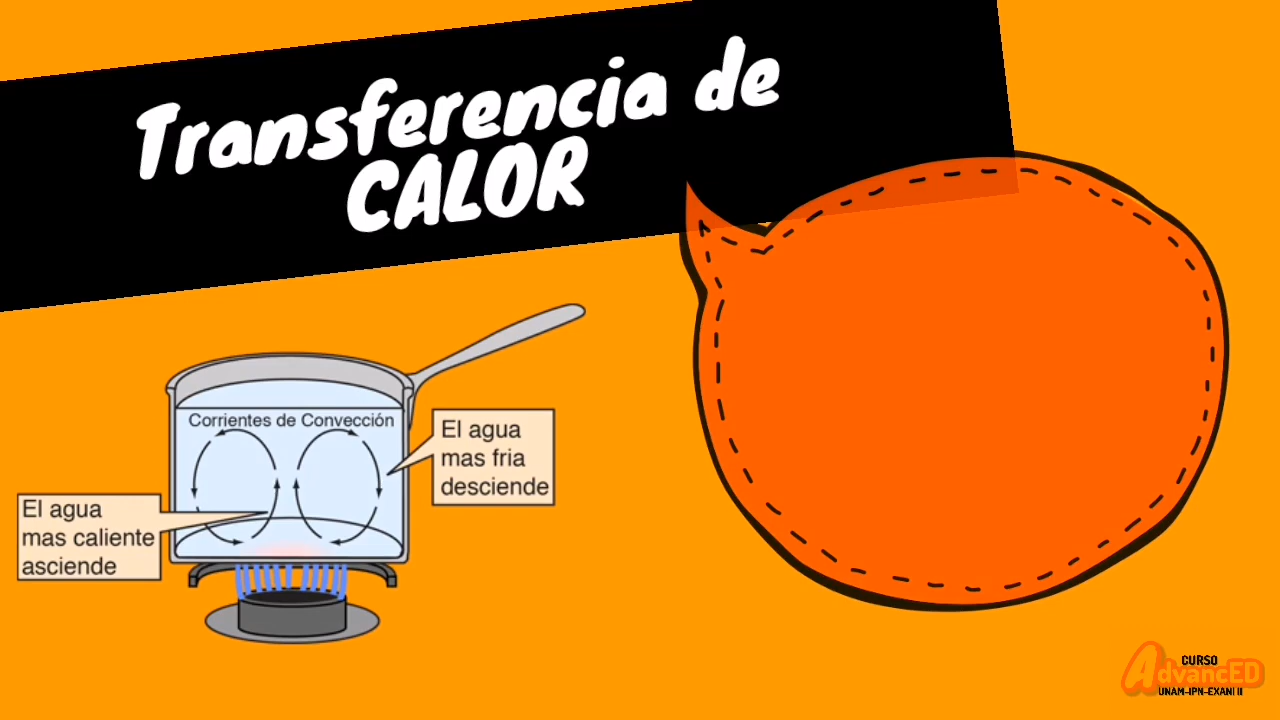 Transferencia de
CALOR
Corrientes de Convección
El agua
mas fria
desciende
El agua
mas caliente
asciende
CURSO
AdvancED
UNAM-IPN-EXANI II